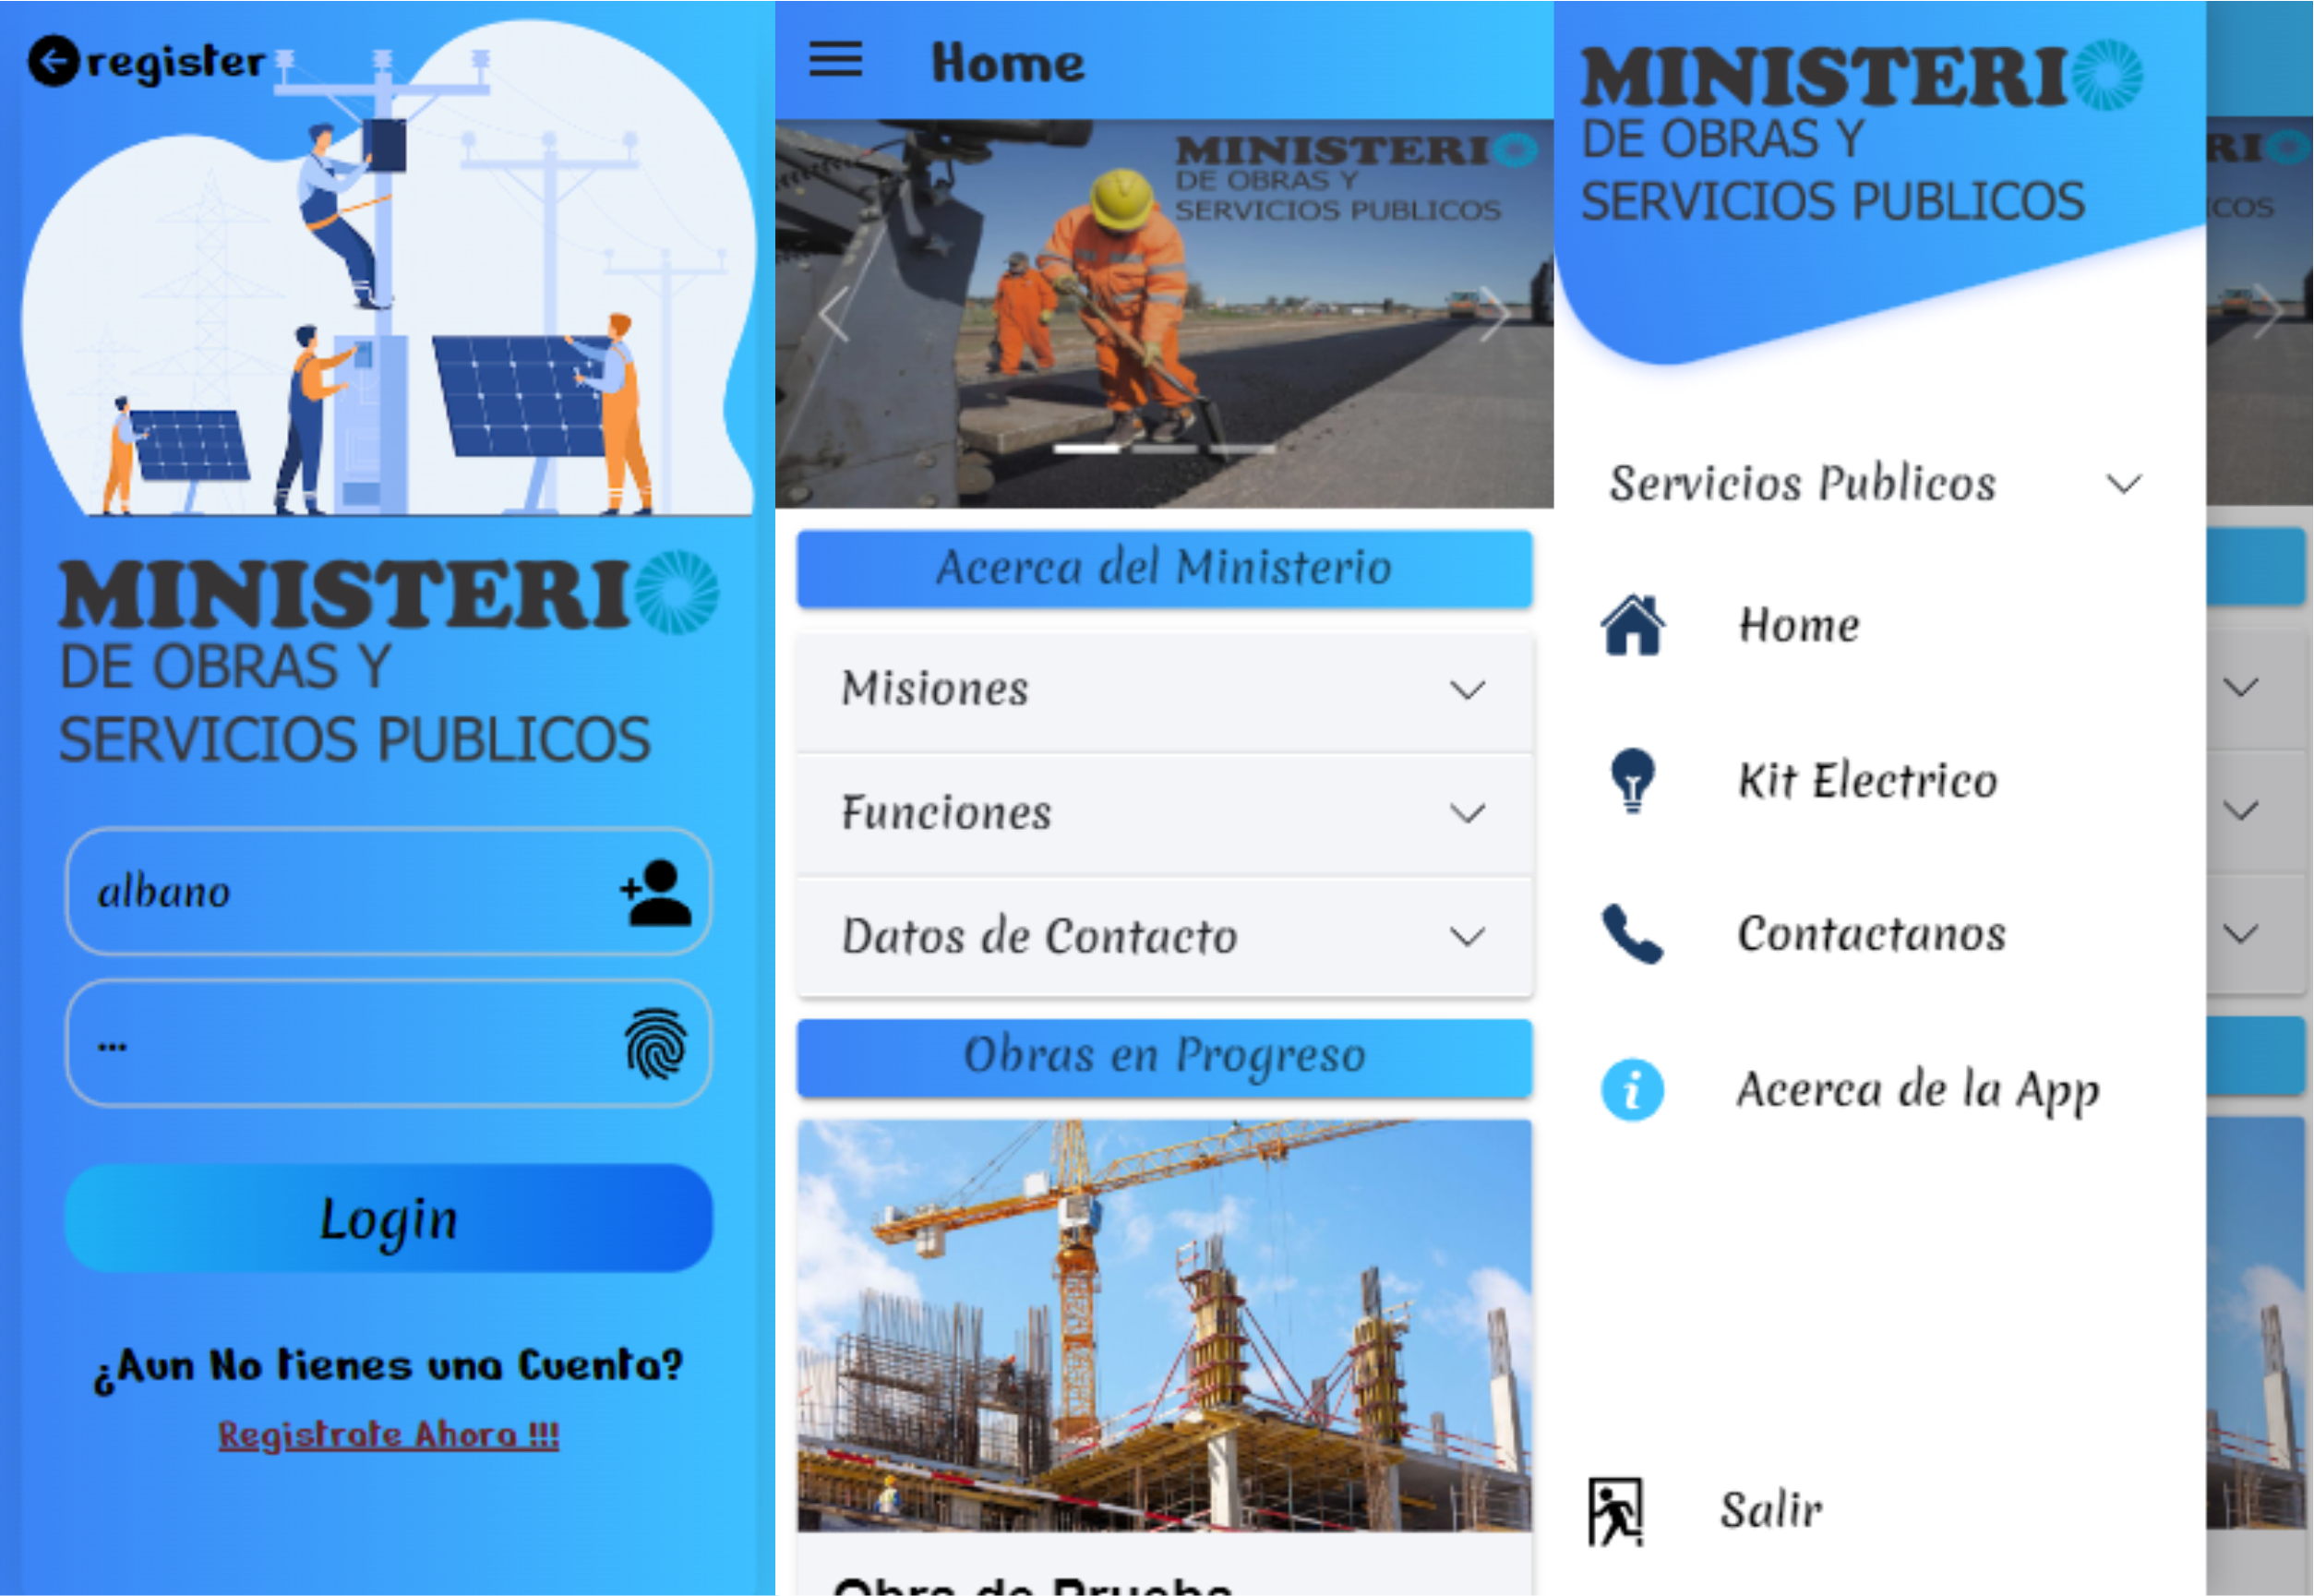 register
MINISTERIO
DE OBRAS Y
SERVICIOS PUBLICOS
albano
...
Login
¿Aun No tienes una Cuenta?
Registrate Ahora !!!
Home
MINISTERIO
DE OBRAS Y
SERVICIOS PUBLICOS
Acerca del Ministerio
Misiones
Funciones
Datos de Contacto
Obras en Progreso
Obra de Prueba
MINISTERIO
DE OBRAS Y
SERVICIOS PUBLICOS
Servicios Publicos
Home
Kit Electrico
Contactanos
Acerca de la App
Salir
RIO
ICOS